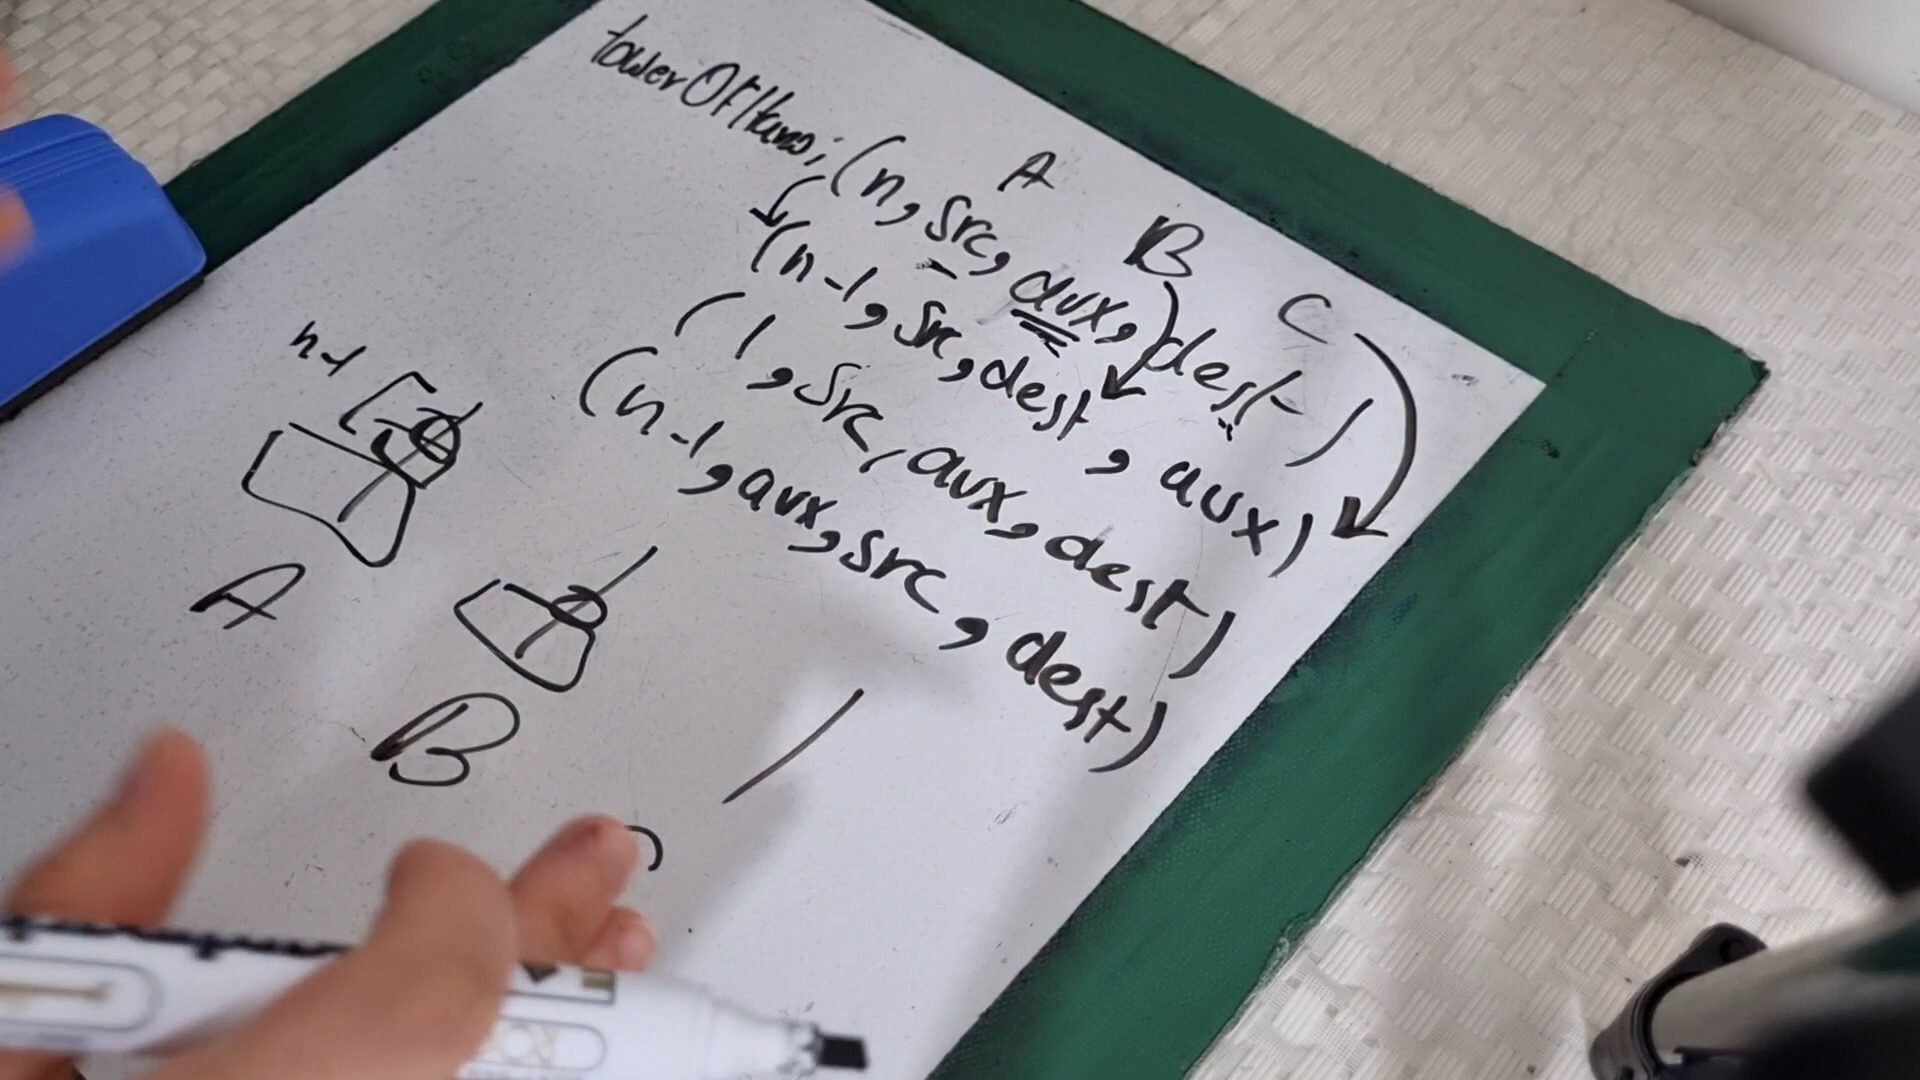 towerOfHanoi (n, src, aux, dest)
A
B
C
(n-1, src, dest, aux)
(1, src, aux, dest)
(n-1, aux, src, dest)
n-1
A
B